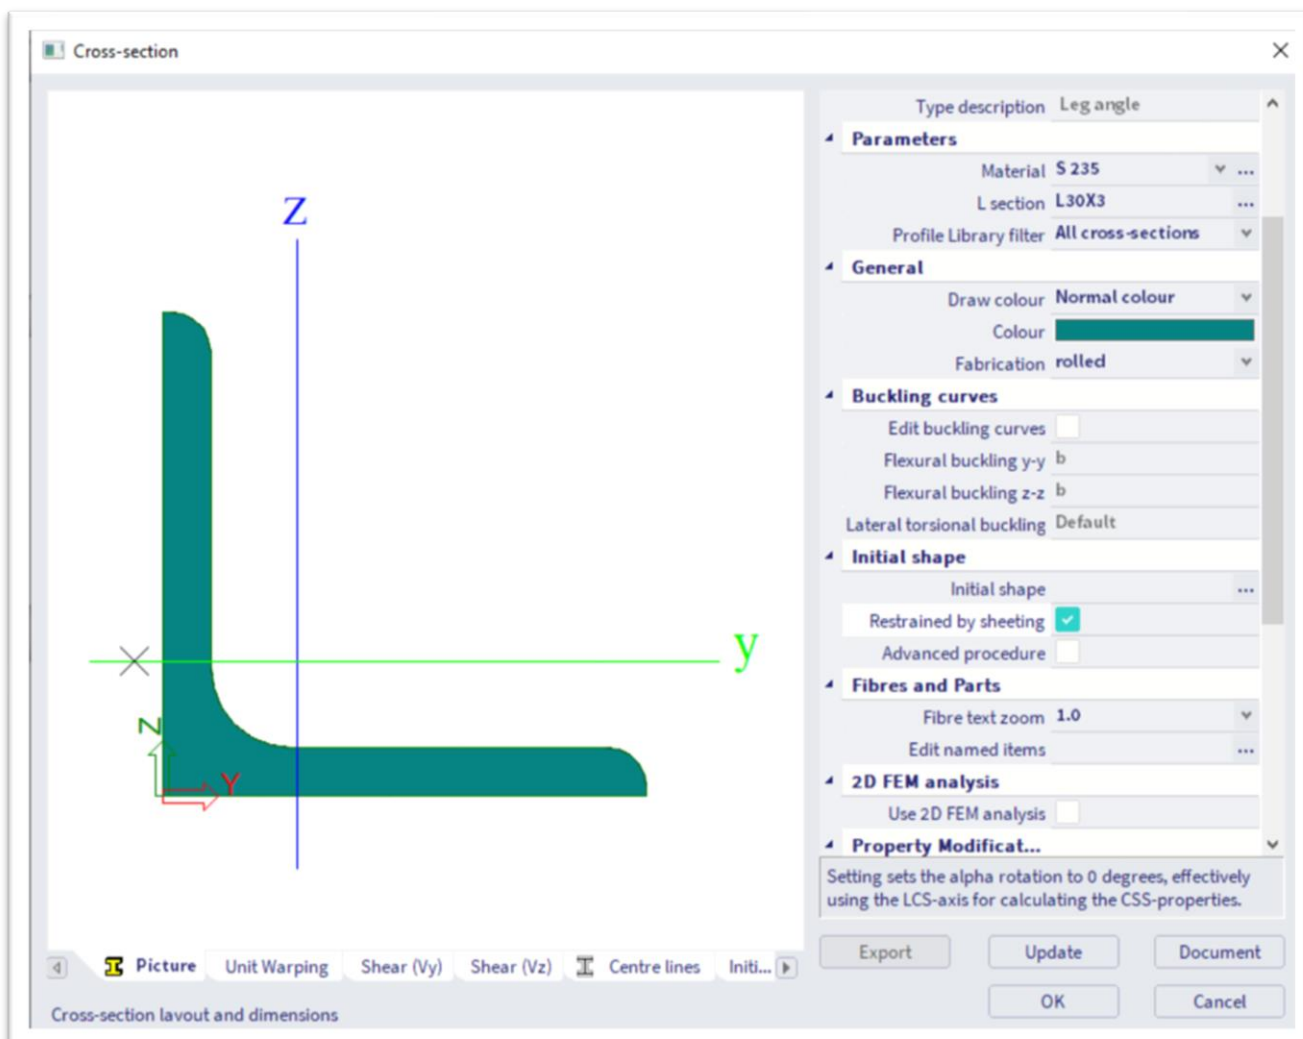 Cross-section
Z
y
Z
Y
Picture
Unit Warping
Shear (Vy)
Shear (Vz)
Centre lines
Initi...
Cross-section layout and dimensions
Type description Leg angle
Parameters
Material S 235 ...
L section L30X3 ...
Profile Library filter All cross-sections
General
Draw colour Normal colour
Colour
Fabrication rolled
Buckling curves
Edit buckling curves
Flexural buckling y-y b
Flexural buckling z-z b
Lateral torsional buckling Default
Initial shape
Initial shape ...
Restrained by sheeting
Advanced procedure
Fibres and Parts
Fibre text zoom 1.0
Edit named items ...
2D FEM analysis
Use 2D FEM analysis
Property Modificat...
Setting sets the alpha rotation to 0 degrees, effectively
using the LCS-axis for calculating the CSS-properties.
Export
Update
Document
OK
Cancel